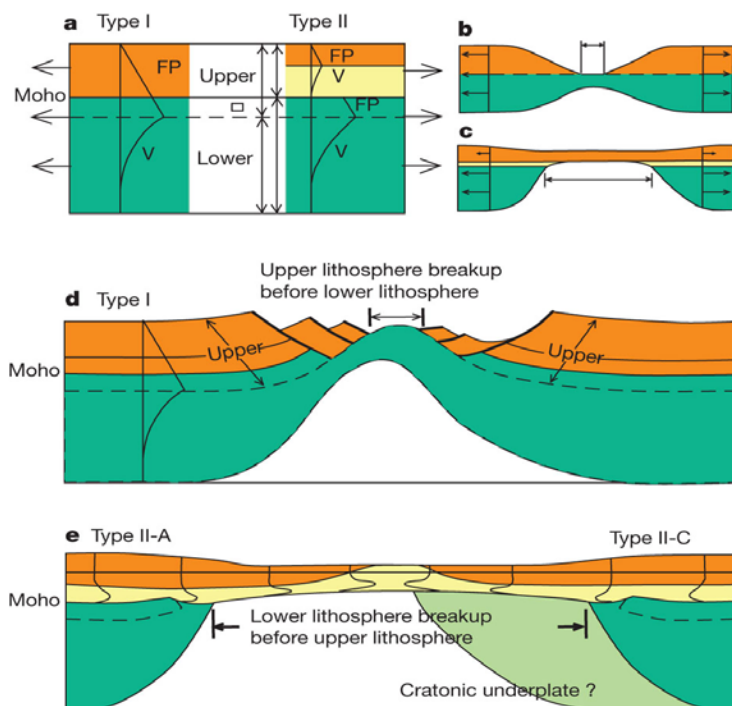 a Type I Type II
FP Upper FP
V
Moho FP
V Lower V
b
c
d Type I
Upper lithosphere breakup
before lower lithosphere
Upper Upper
Moho
e Type II-A Type II-C
Moho
Lower lithosphere breakup
before upper lithosphere
Cratonic underplate ?